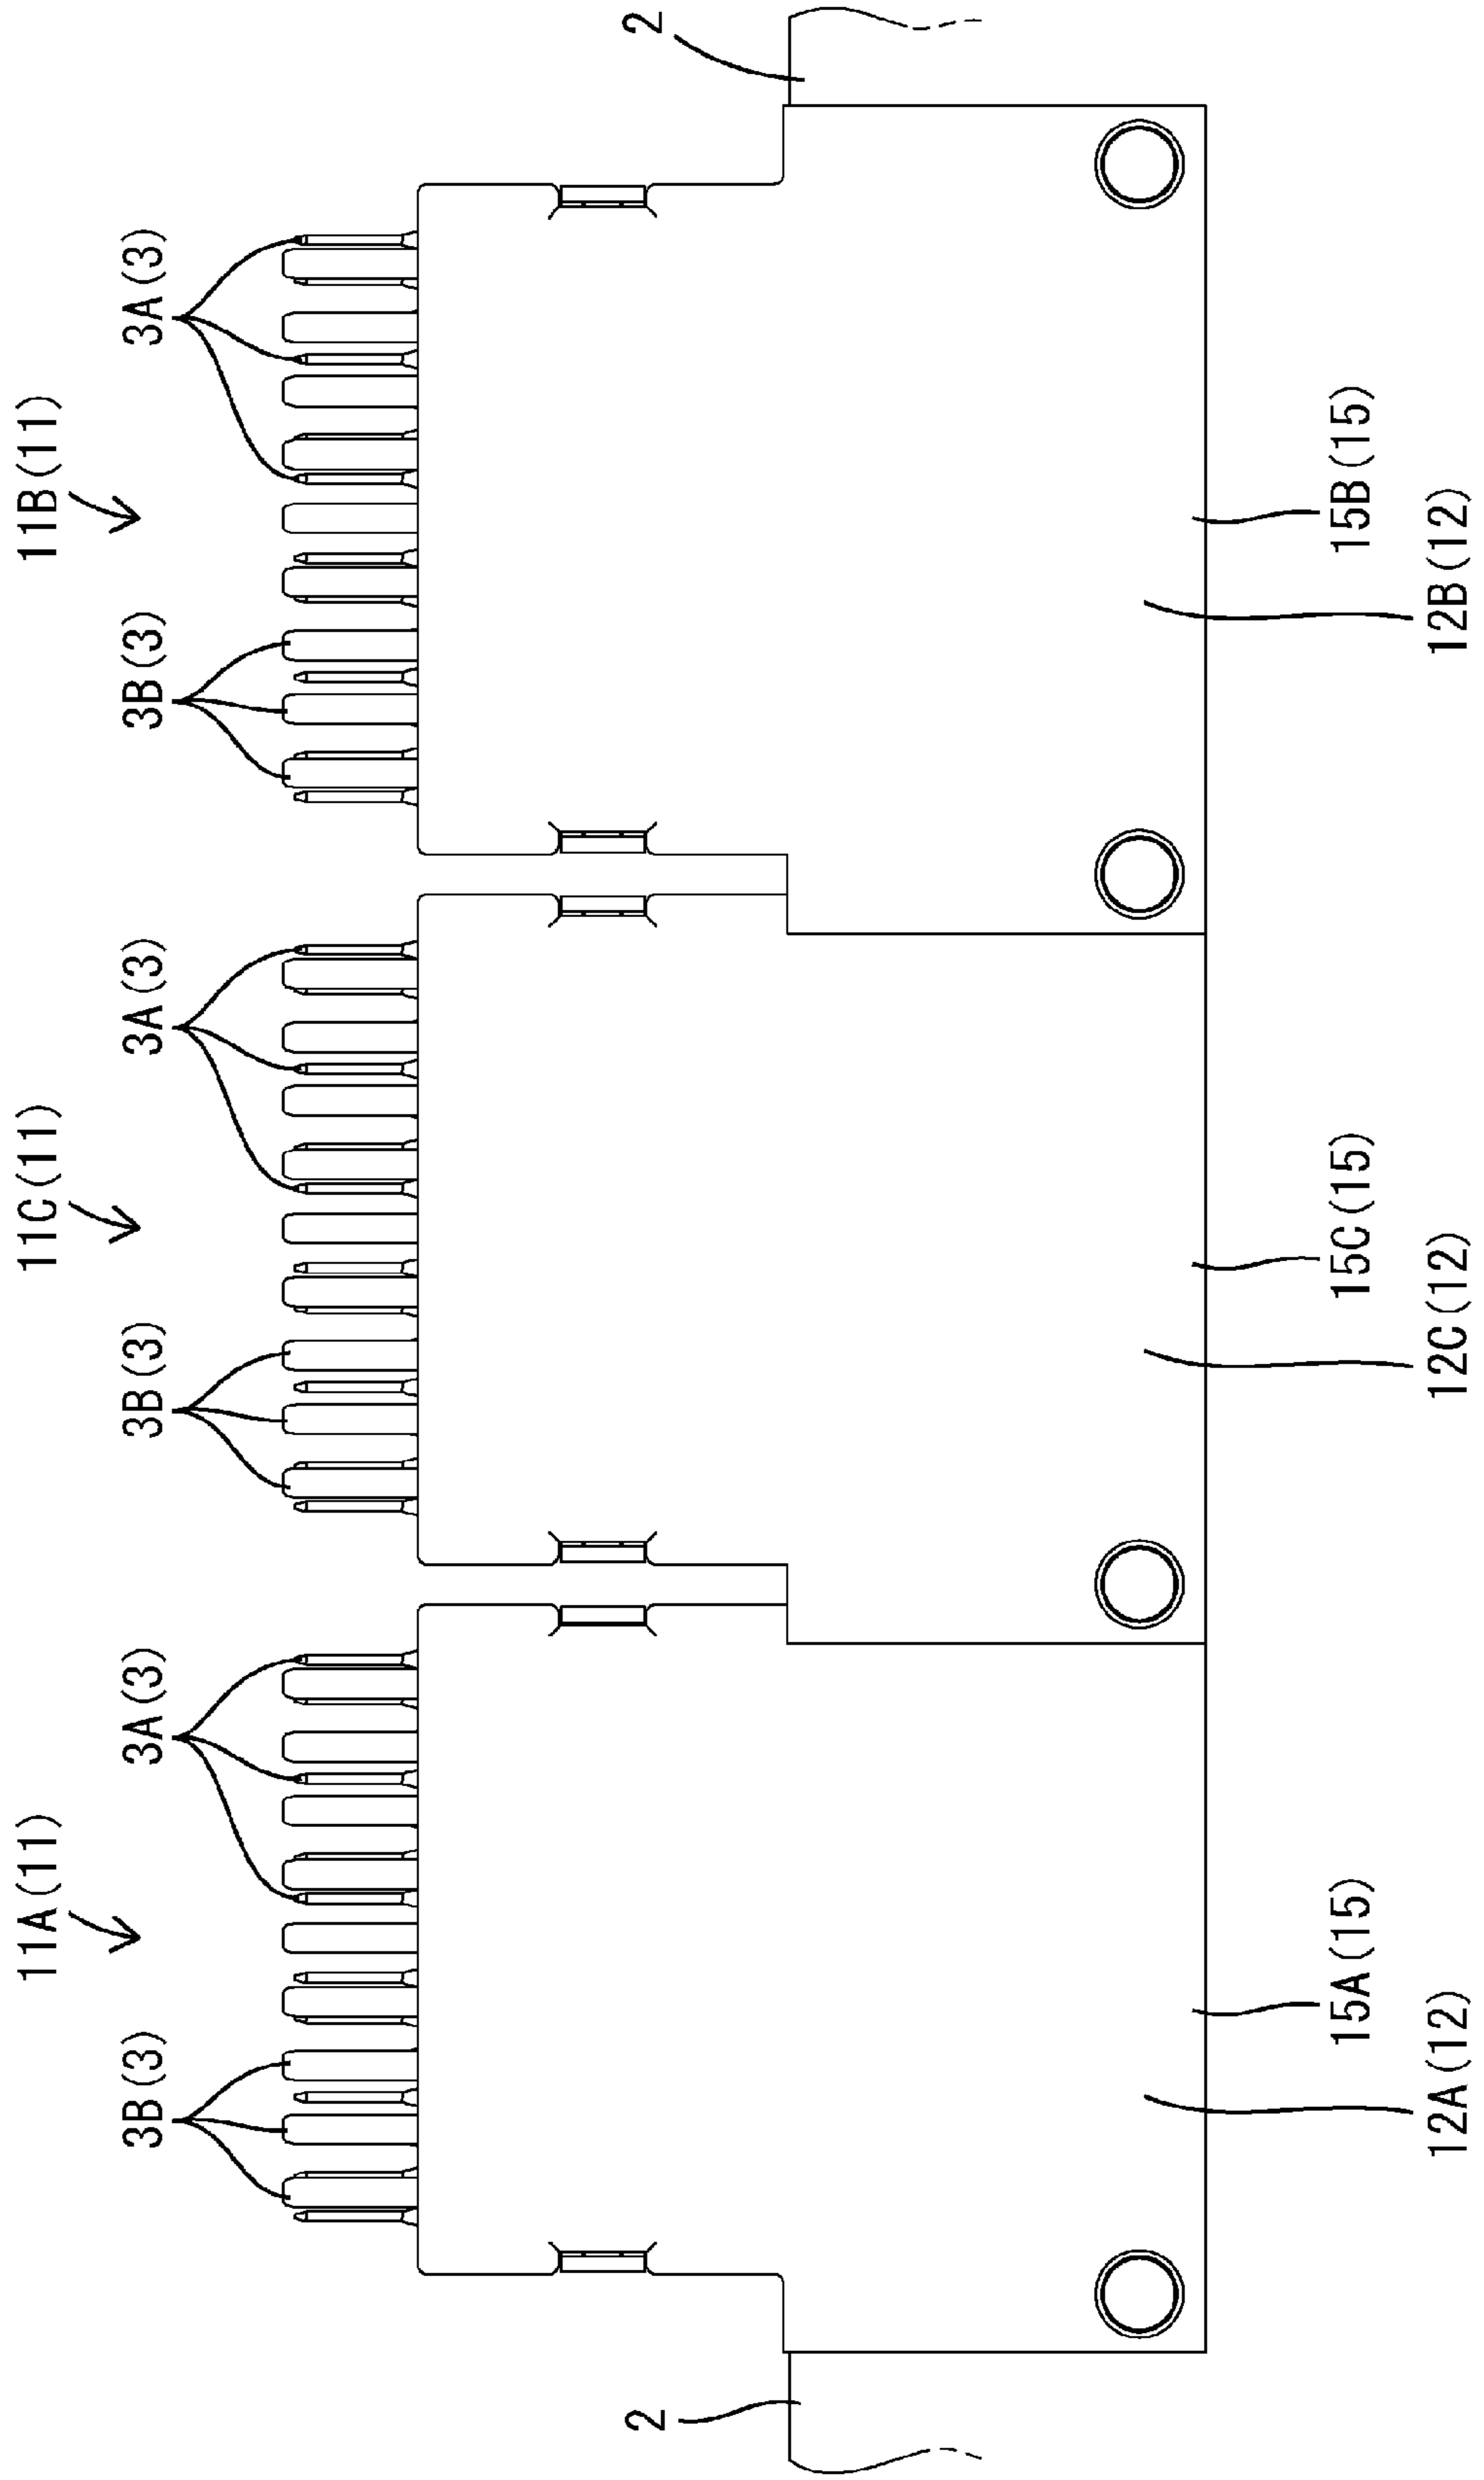 11A(11) 11C(11) 11B(11)
3B(3) 3A(3) 3B(3) 3A(3) 3B(3) 3A(3)
2 2
15A(15) 15C(15) 15B(15)
12A(12) 12C(12) 12B(12)